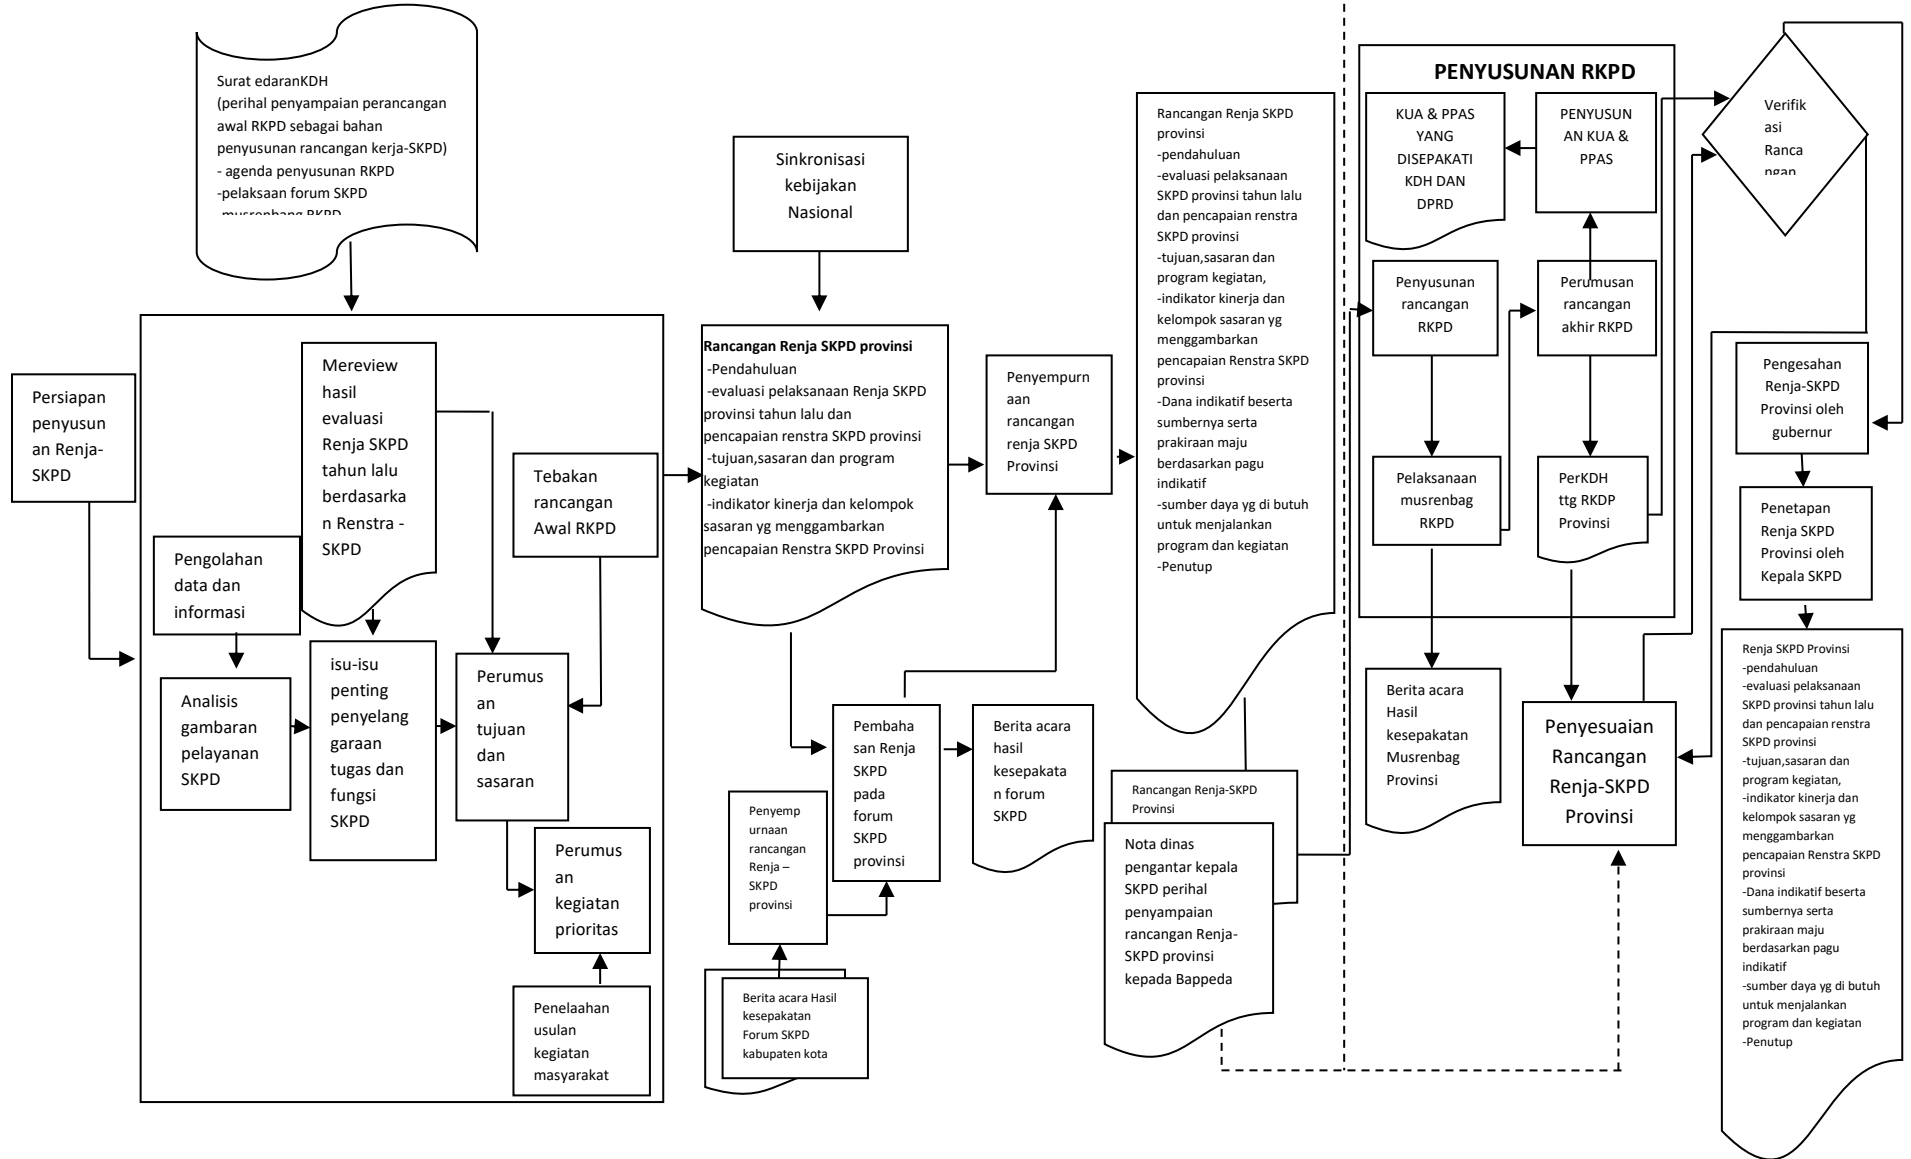 Surat edaranKDH
(perihal penyampaian perancangan
awal RKPD sebagai bahan
penyusunan rancangan kerja-SKPD)
- agenda penyusunan RKPD
-pelaksaan forum SKPD
-musrenbang RKPD
Persiapan
penyusun
an Renja-
SKPD
Mereview
hasil
evaluasi
Renja SKPD
tahun lalu
berdasarka
n Renstra -
SKPD
Pengolahan
data dan
informasi
Analisis
gambaran
pelayanan
SKPD
isu-isu
penting
penyelang
garaan
tugas dan
fungsi
SKPD
Tebakan
rancangan
Awal RKPD
Perumus
an
tujuan
dan
sasaran
Perumus
an
kegiatan
prioritas
Penelaahan
usulan
kegiatan
masyarakat
Sinkronisasi
kebijakan
Nasional
Rancangan Renja SKPD provinsi
-Pendahuluan
-evaluasi pelaksanaan Renja SKPD
provinsi tahun lalu dan
pencapaian renstra SKPD provinsi
-tujuan,sasaran dan program
kegiatan
-indikator kinerja dan kelompok
sasaran yg menggambarkan
pencapaian Renstra SKPD Provinsi
Penyempurn
aan
rancangan
renja SKPD
Provinsi
Pembaha
san Renja
SKPD
pada
forum
SKPD
provinsi
Berita acara
hasil
kesepakata
n forum
SKPD
Penyemp
urnaan
rancangan
Renja –
SKPD
provinsi
Berita acara Hasil
kesepakatan
Forum SKPD
kabupaten kota
Rancangan Renja SKPD
provinsi
-pendahuluan
-evaluasi pelaksanaan
SKPD provinsi tahun lalu
dan pencapaian renstra
SKPD provinsi
-tujuan,sasaran dan
program kegiatan,
-indikator kinerja dan
kelompok sasaran yg
menggambarkan
pencapaian Renstra SKPD
provinsi
-Dana indikatif beserta
sumbernya serta
prakiraan maju
berdasarkan pagu
indikatif
-sumber daya yg di butuh
untuk menjalankan
program dan kegiatan
-Penutup
Rancangan Renja-SKPD
Provinsi
Nota dinas
pengantar kepala
SKPD perihal
penyampaian
rancangan Renja-
SKPD provinsi
kepada Bappeda
PENYUSUNAN RKPD
KUA & PPAS
YANG
DISEPAKATI
KDH DAN
DPRD
PENYUSUN
AN KUA &
PPAS
Penyusunan
rancangan
RKPD
Perumusan
rancangan
akhir RKPD
Pelaksanaan
musrenbag
RKPD
PerKDH
ttg RKDP
Provinsi
Berita acara
Hasil
kesepakatan
Musrenbag
Provinsi
Penyesuaian
Rancangan
Renja-SKPD
Provinsi
Verifik
asi
Ranca
ngan
Pengesahan
Renja-SKPD
Provinsi oleh
gubernur
Penetapan
Renja SKPD
Provinsi oleh
Kepala SKPD
Renja SKPD Provinsi
-pendahuluan
-evaluasi pelaksanaan
SKPD provinsi tahun lalu
dan pencapaian renstra
SKPD provinsi
-tujuan,sasaran dan
program kegiatan,
-indikator kinerja dan
kelompok sasaran yg
menggambarkan
pencapaian Renstra SKPD
provinsi
-Dana indikatif beserta
sumbernya serta
prakiraan maju
berdasarkan pagu
indikatif
-sumber daya yg di butuh
untuk menjalankan
program dan kegiatan
-Penutup